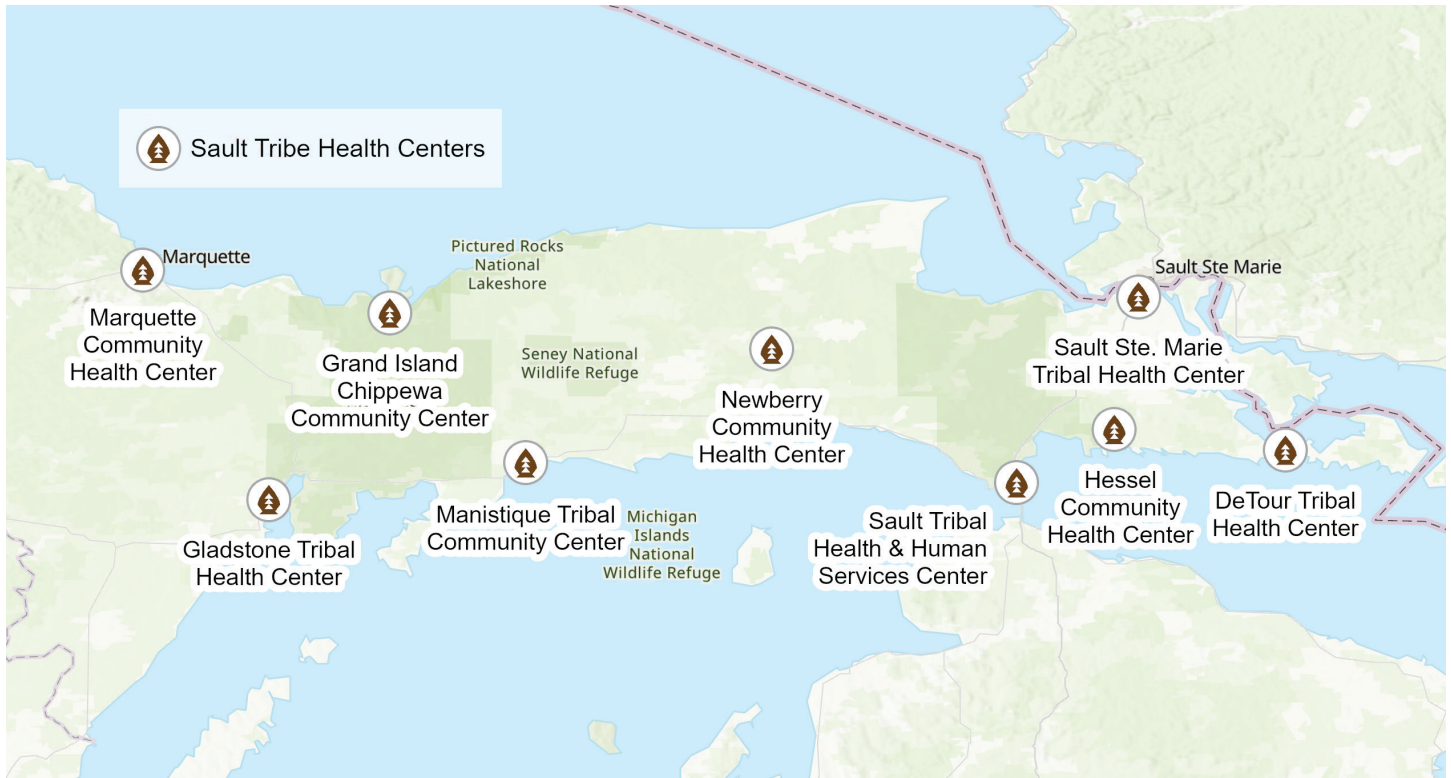 Sault Tribe Health Centers
Marquette
Marquette
Community
Health Center
Pictured Rocks
National
Lakeshore
Grand Island
Chippewa
Community Center
Seney National
Wildlife Refuge
Newberry
Community
Health Center
Sault Ste Marie
Sault Ste. Marie
Tribal Health Center
Gladstone Tribal
Health Center
Manistique Tribal
Community Center
Michigan
Islands
National
Wildlife Refuge
Sault Tribal
Health & Human
Services Center
Hessel
Community
Health Center
DeTour Tribal
Health Center